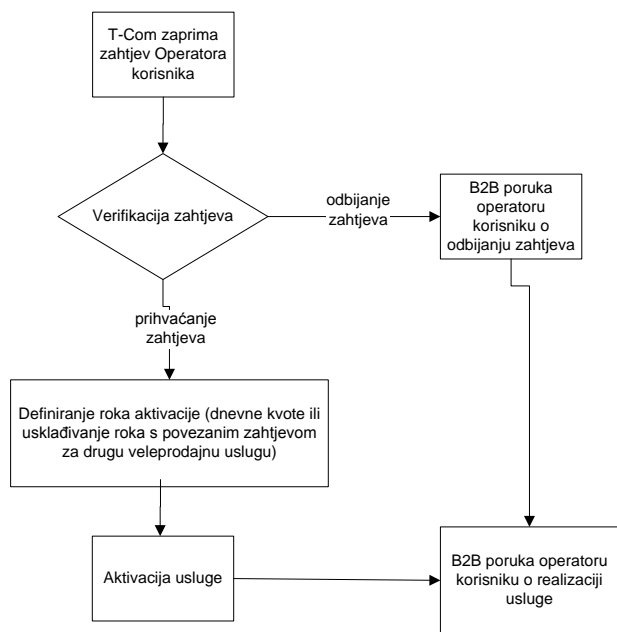 T-Com zaprima
zahtjev Operatora
korisnika
Verifikacija zahtjeva
odbijanje
zahtjeva
B2B poruka
operatoru
korisniku o
odbijanju zahtjeva
prihvaćanje
zahtjeva
Definiranje roka aktivacije (dnevne kvote ili
usklađivanje roka s povezanim zahtjevom
za drugu veleprodajnu uslugu)
Aktivacija usluge
B2B poruka operatoru
korisniku o realizaciji
usluge